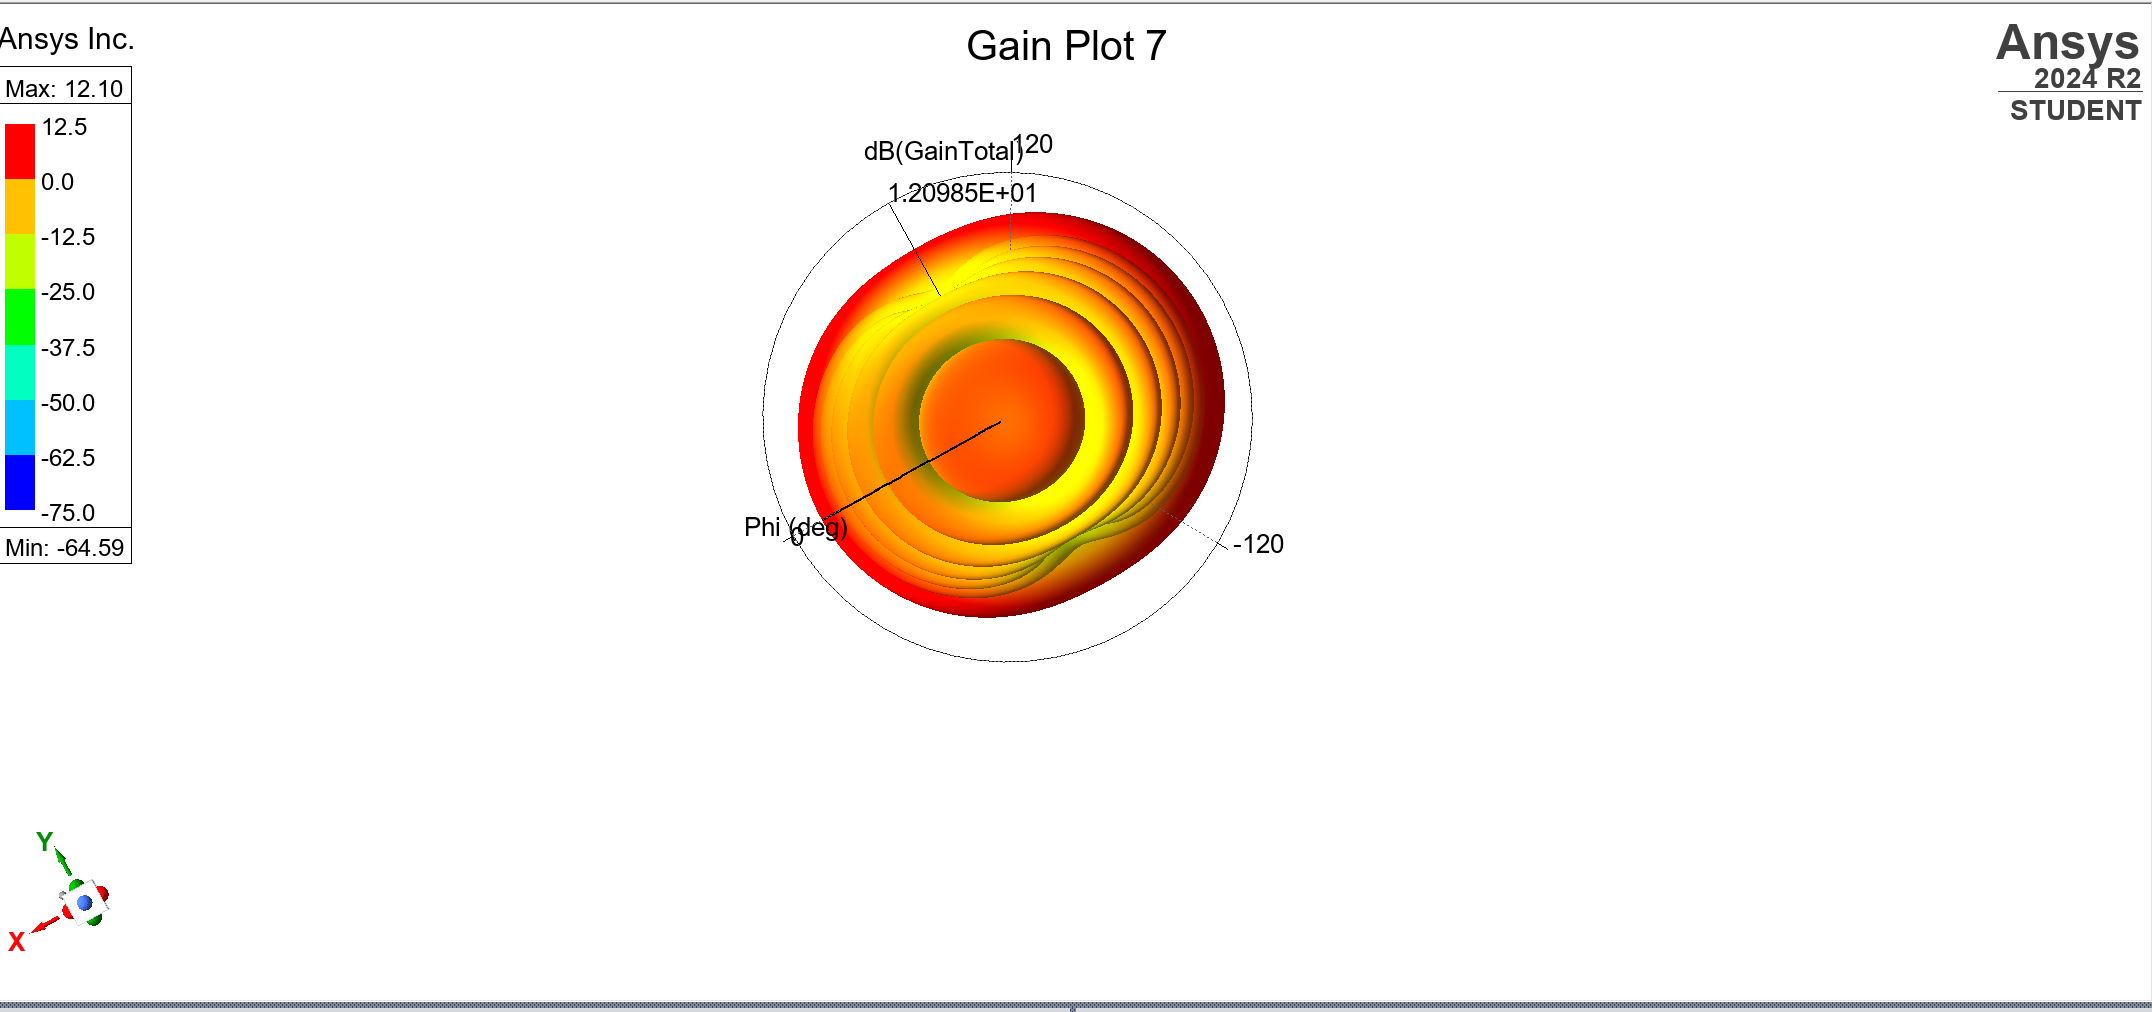 Ansys Inc.
Max: 12.10
12.5
0.0
-12.5
-25.0
-37.5
-50.0
-62.5
-75.0
Min: -64.59
Gain Plot 7
dB(GainTotal)
120
1.20985E+01
Phi (deg)
0
-120
Ansys
2024 R2
STUDENT
Y
X